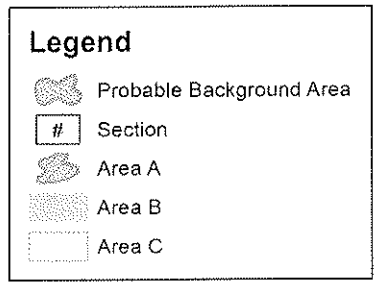 Legend
Probable Background Area
# Section
Area A
Area B
Area C